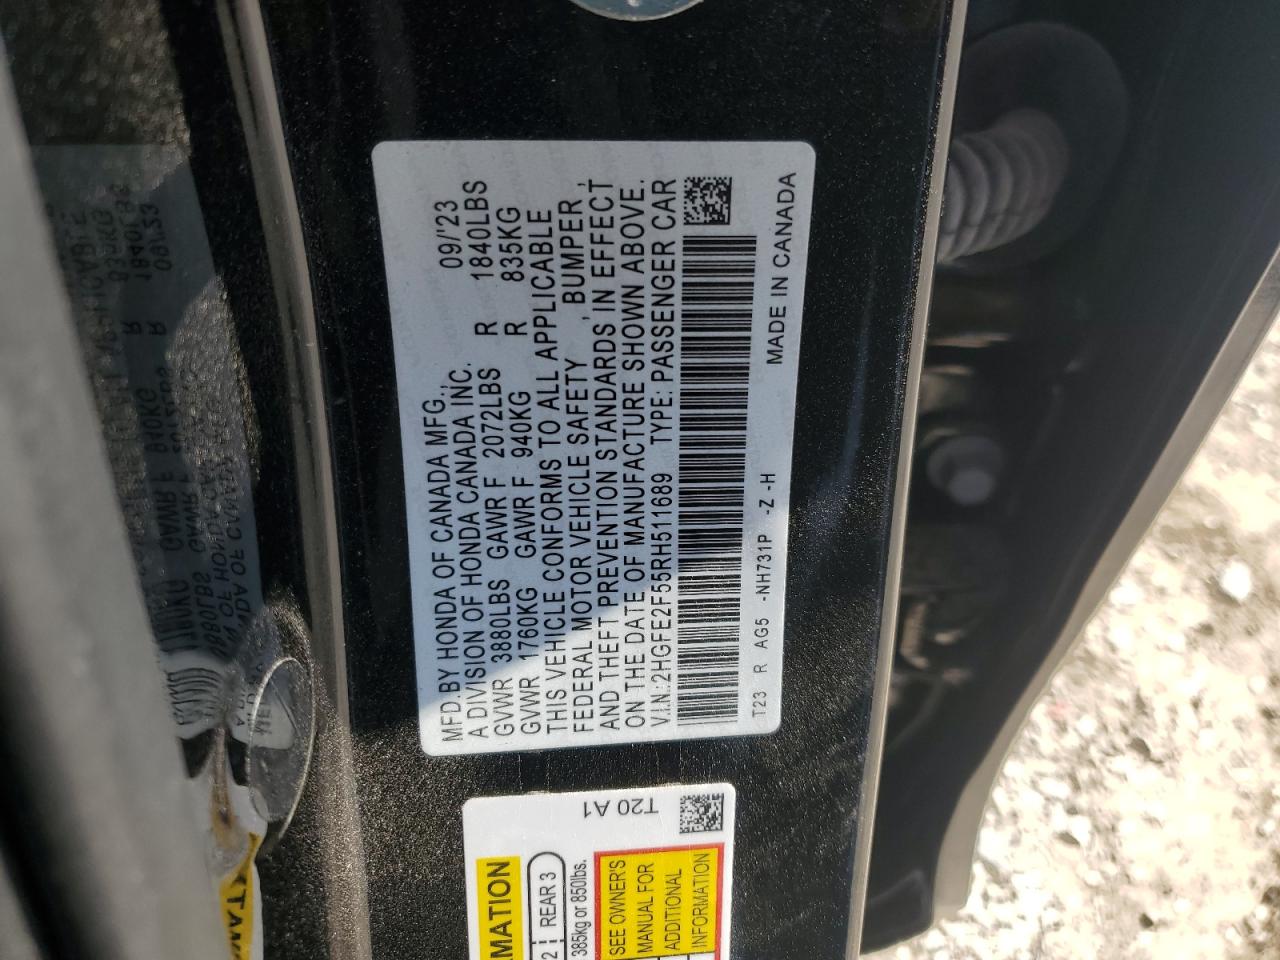 MFD.BY HONDA OF CANADA MFG., 09/'23
A DIVISION OF HONDA CANADA INC.
GVWR 3880LBS GAWR F 2072LBS R 1840LBS
GVWR 1760KG GAWR F 940KG R 835KG
THIS VEHICLE CONFORMS TO ALL APPLICABLE
FEDERAL MOTOR VEHICLE SAFETY , BUMPER,
AND THEFT PREVENTION STANDARDS IN EFFECT
ON THE DATE OF MANUFACTURE SHOWN ABOVE.
V.I.N.:2HGFE2F55RH511689 TYPE: PASSENGER CAR
T23 R AG5 -NH731P -Z -H
MADE IN CANADA
T20 A1
MATION
2 REAR 3
385kg or 850lbs.
SEE OWNER'S
MANUAL FOR
ADDITIONAL
INFORMATION